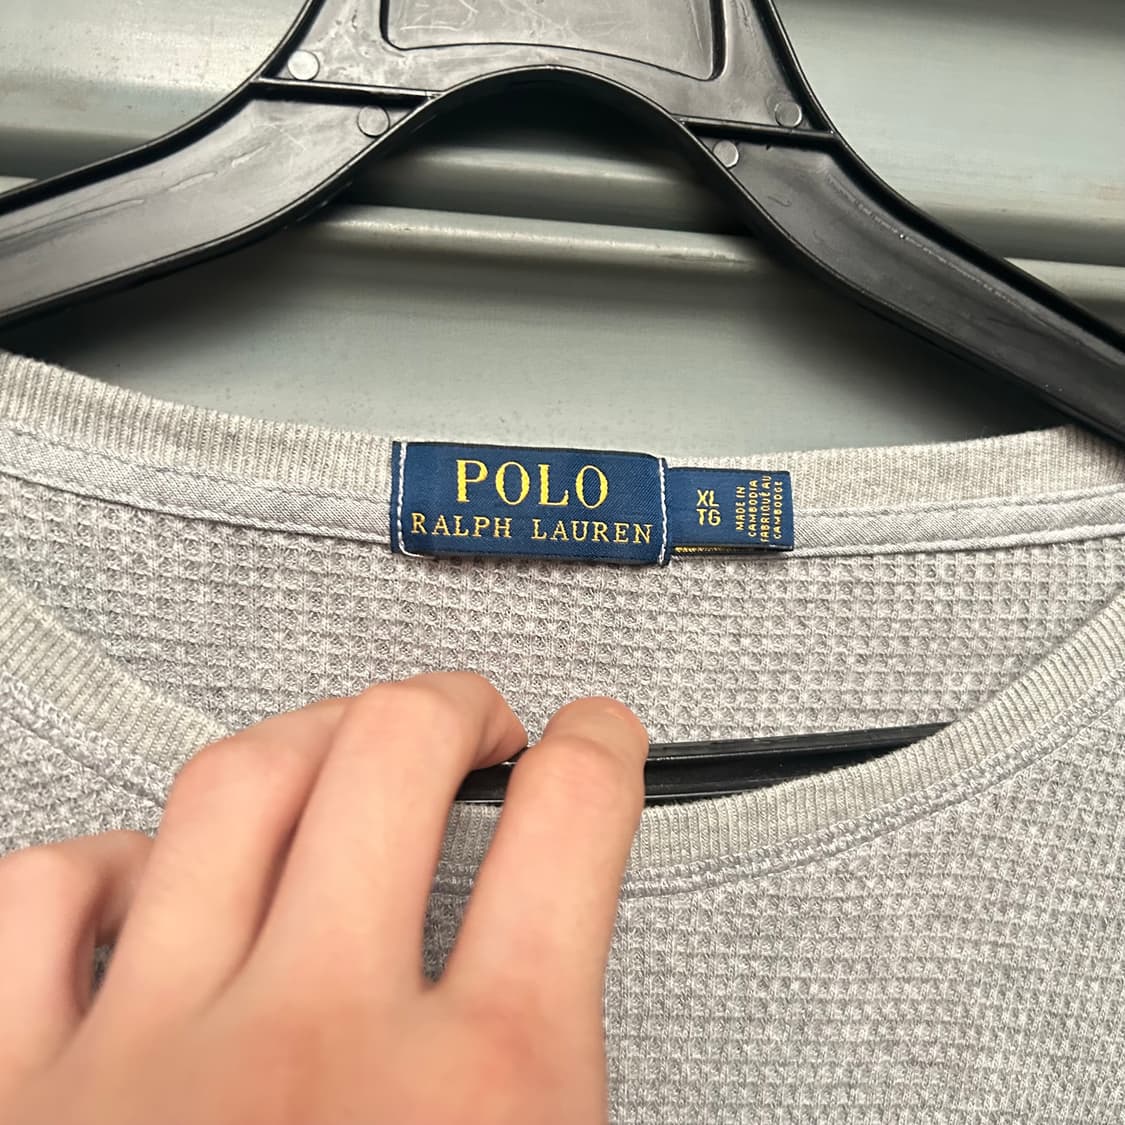 POLO
RALPH LAUREN
XL
TG
MADE IN
CAMBODIA
FABRIQUÉ AU
CAMBODGE